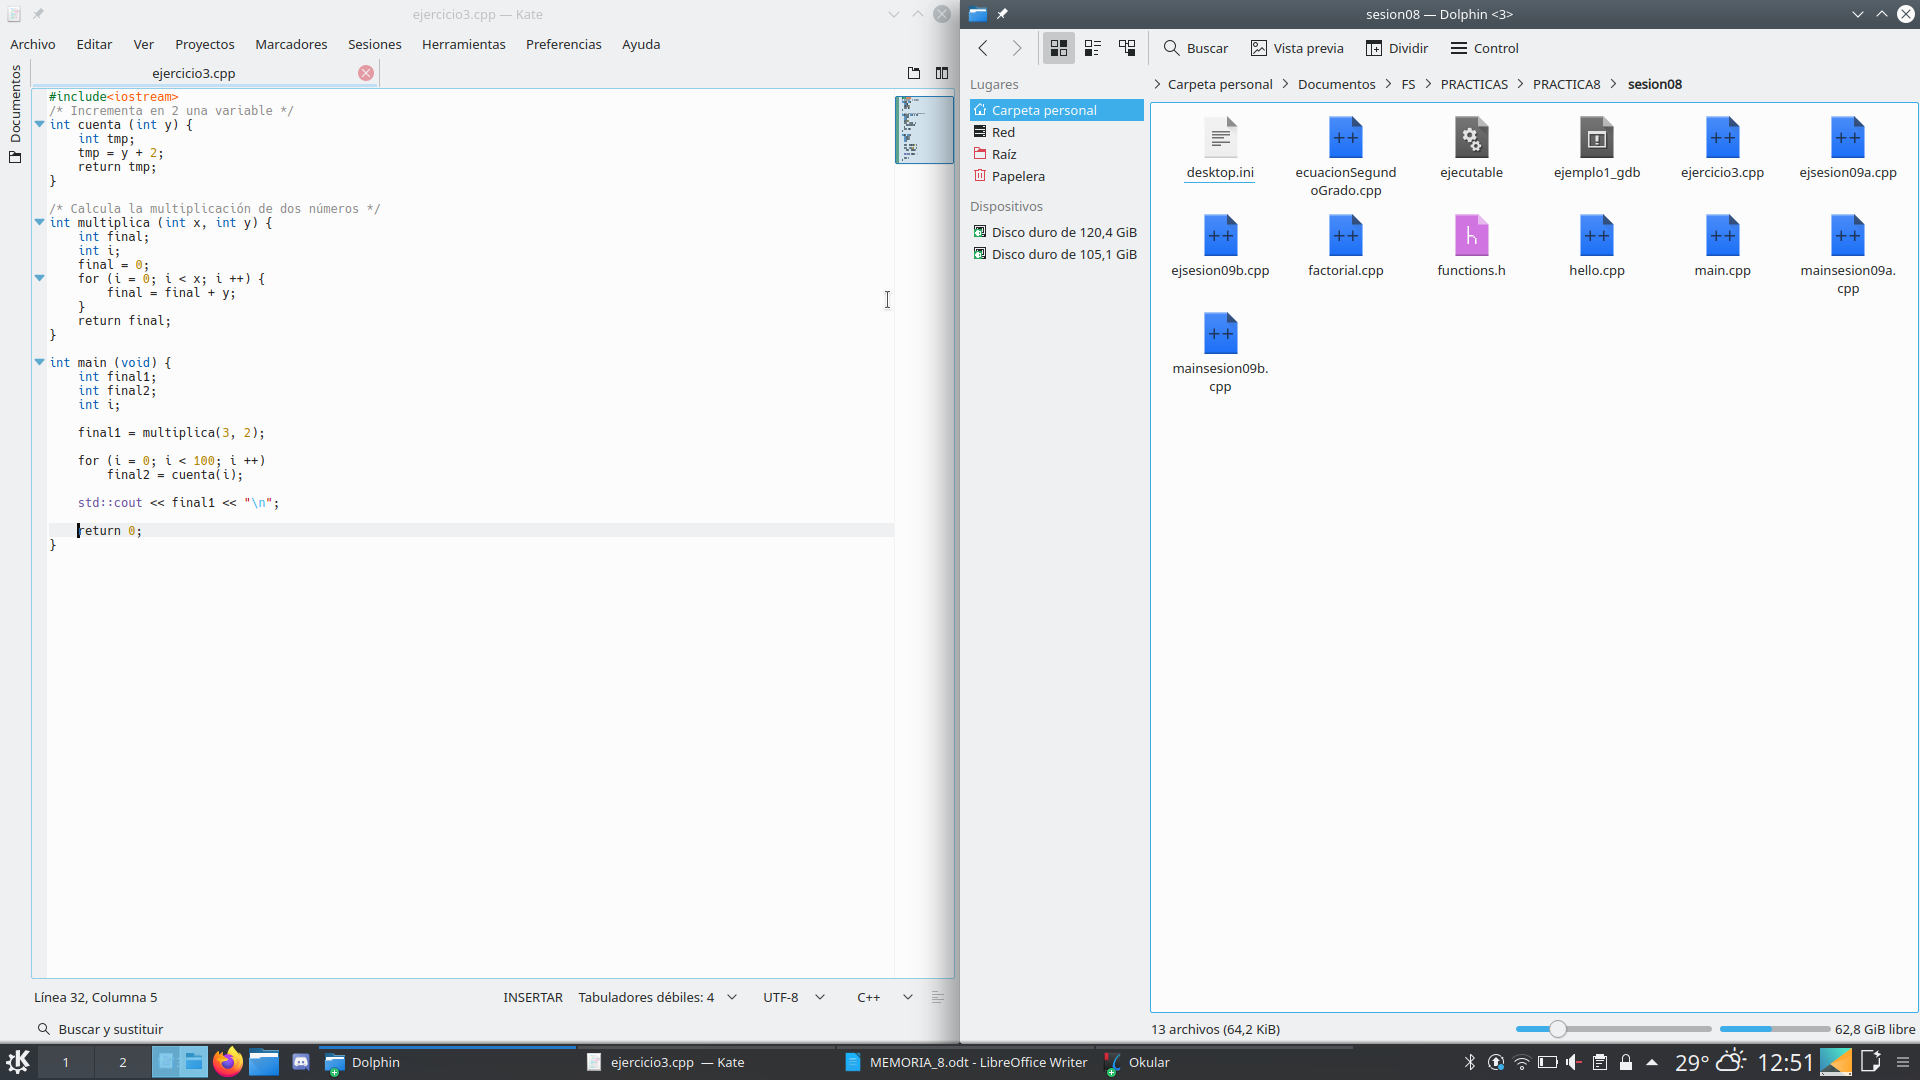 ejercicio3.cpp — Kate
Archivo Editar Ver Proyectos Marcadores Sesiones Herramientas Preferencias Ayuda
Documentos
ejercicio3.cpp
#include<iostream>
/* Incrementa en 2 una variable */
int cuenta (int y) {
    int tmp;
    tmp = y + 2;
    return tmp;
}
/* Calcula la multiplicación de dos números */
int multiplica (int x, int y) {
    int final;
    int i;
    final = 0;
    for (i = 0; i < x; i ++) {
        final = final + y;
    }
    return final;
}
int main (void) {
    int final1;
    int final2;
    int i;
    final1 = multiplica(3, 2);
    for (i = 0; i < 100; i ++)
        final2 = cuenta(i);
    std::cout << final1 << "\n";
    return 0;
}
Línea 32, Columna 5 INSERTAR Tabuladores débiles: 4 UTF-8 C++
Buscar y sustituir
sesion08 — Dolphin <3>
Buscar Vista previa Dividir Control
Lugares
Carpeta personal
Red
Raíz
Papelera
Dispositivos
Disco duro de 120,4 GiB
Disco duro de 105,1 GiB
Carpeta personal Documentos FS PRACTICAS PRACTICA8 sesion08
desktop.ini
ecuacionSegund
oGrado.cpp
ejecutable
ejemplo1_gdb
ejercicio3.cpp
ejsesion09a.cpp
ejsesion09b.cpp
factorial.cpp
h
functions.h
hello.cpp
main.cpp
mainsesion09a.
cpp
mainsesion09b.
cpp
13 archivos (64,2 KiB) 62,8 GiB libre
1 2 Dolphin ejercicio3.cpp — Kate MEMORIA_8.odt - LibreOffice Writer Okular 29° 12:51